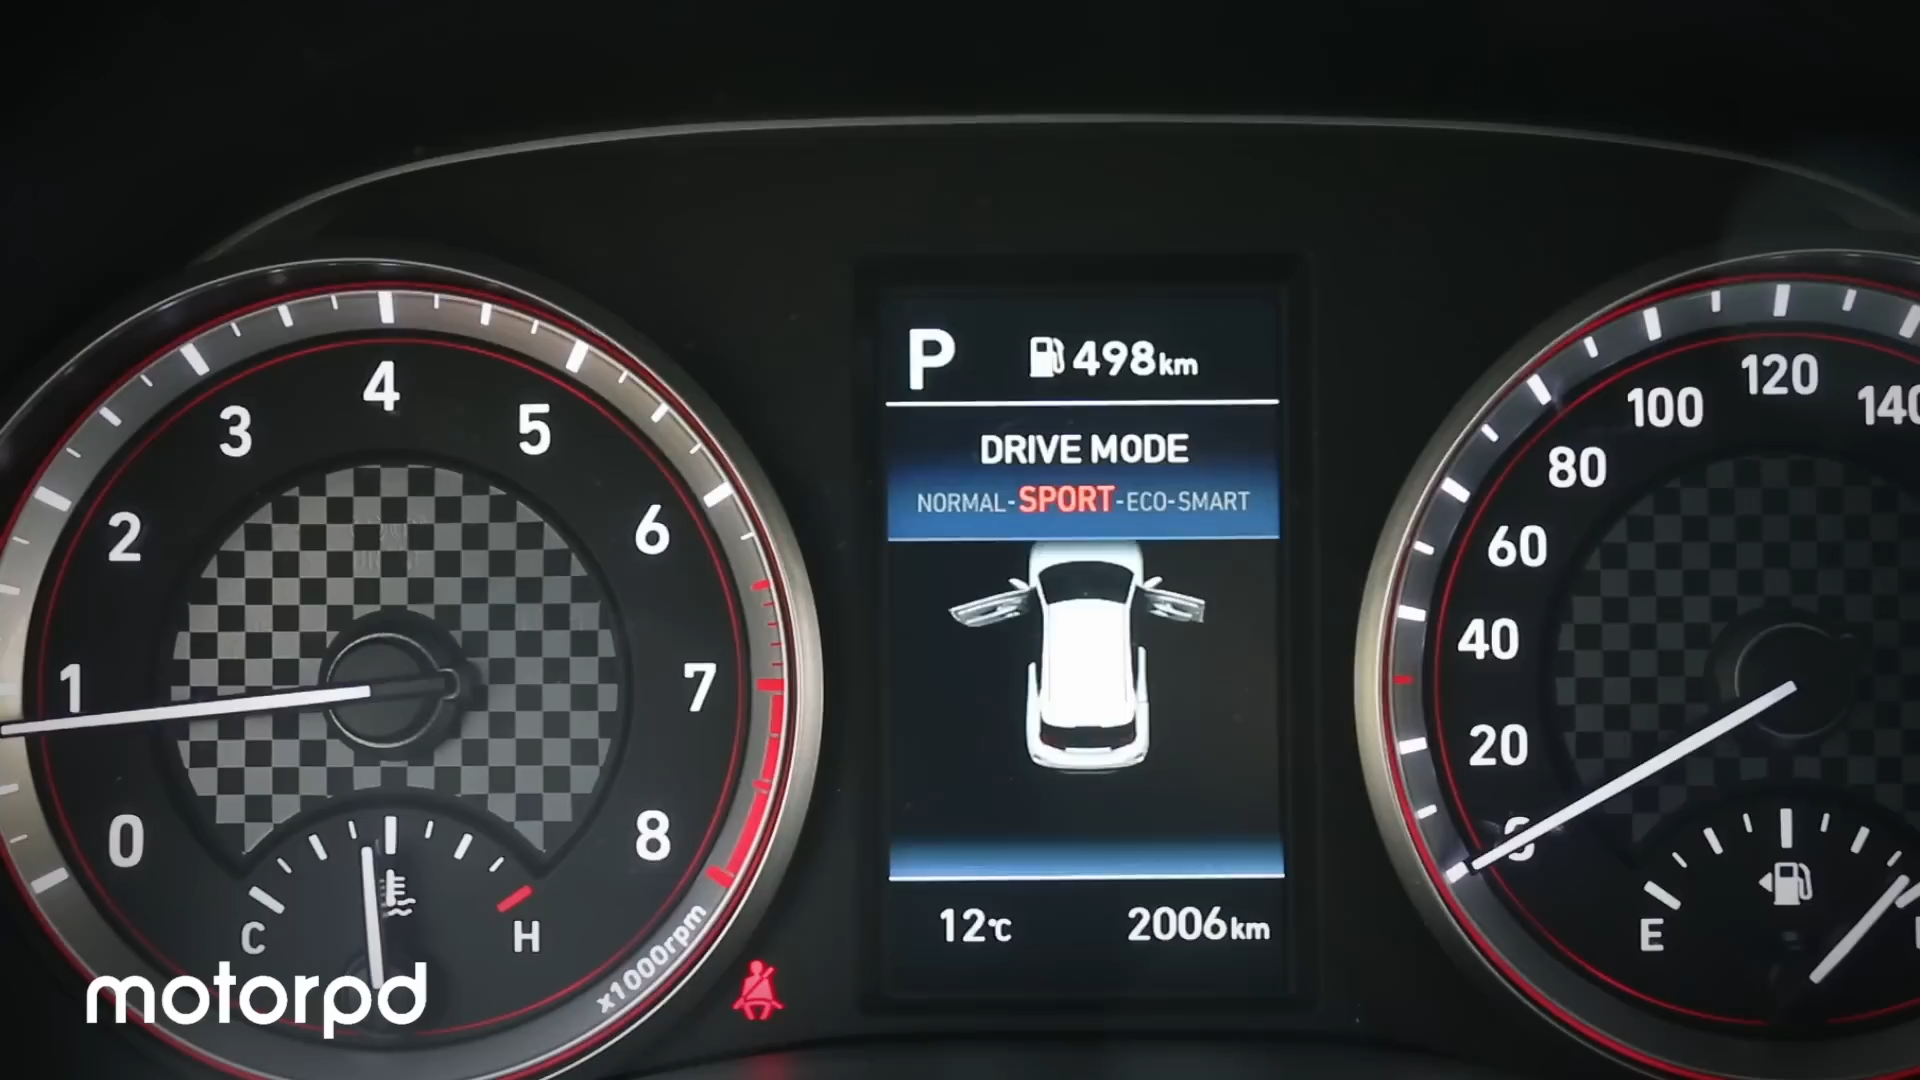 P 498km
DRIVE MODE
NORMAL-SPORT-ECO-SMART
12℃ 2006km
0
1
2
3
4
5
6
7
8
x1000rpm
C
H
0
20
40
60
80
100
120
140
E
motorpd